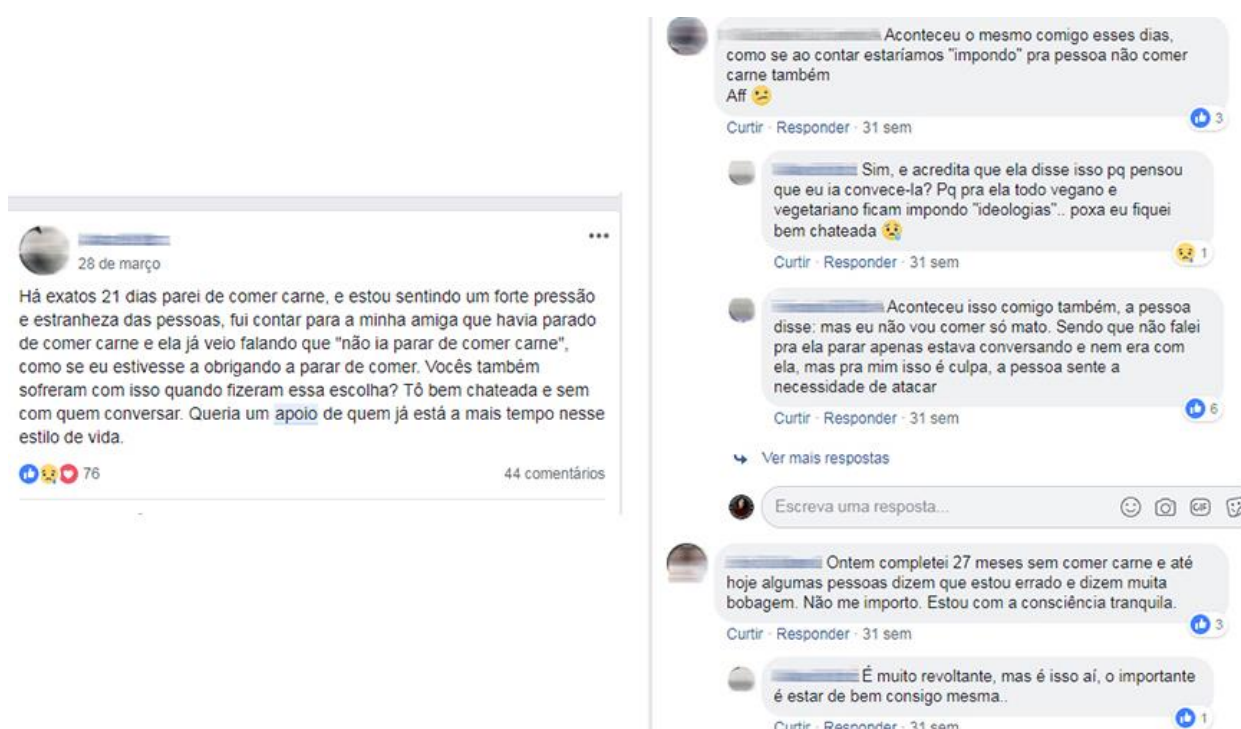 28 de março
Há exatos 21 dias parei de comer carne, e estou sentindo um forte pressão
e estranheza das pessoas, fui contar para a minha amiga que havia parado
de comer carne e ela já veio falando que "não ia parar de comer carne",
como se eu estivesse a obrigando a parar de comer. Vocês também
sofreram com isso quando fizeram essa escolha? Tô bem chateada e sem
com quem conversar. Queria um apoio de quem já está a mais tempo nesse
estilo de vida.
76
44 comentários
Aconteceu o mesmo comigo esses dias,
como se ao contar estaríamos "impondo" pra pessoa não comer
carne também
Aff 😕
Curtir · Responder · 31 sem
3
Sim, e acredita que ela disse isso pq pensou
que eu ia convece-la? Pq pra ela todo vegano e
vegetariano ficam impondo "ideologias".. poxa eu fiquei
bem chateada 😢
1
Curtir · Responder · 31 sem
Aconteceu isso comigo também, a pessoa
disse: mas eu não vou comer só mato. Sendo que não falei
pra ela parar apenas estava conversando e nem era com
ela, mas pra mim isso é culpa, a pessoa sente a
necessidade de atacar
6
Curtir · Responder · 31 sem
Ver mais respostas
Escreva uma resposta...
GIF
Ontem completei 27 meses sem comer carne e até
hoje algumas pessoas dizem que estou errado e dizem muita
bobagem. Não me importo. Estou com a consciência tranquila.
3
Curtir · Responder · 31 sem
É muito revoltante, mas é isso aí, o importante
é estar de bem consigo mesma..
1
Curtir · Responder · 31 sem